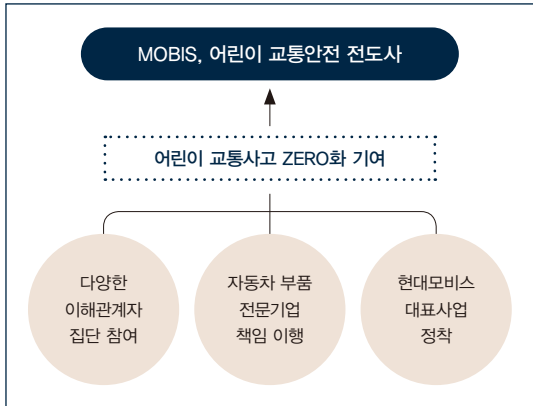 MOBIS, 어린이 교통안전 전도사
어린이 교통사고 ZERO화 기여
다양한
이해관계자
집단 참여
자동차 부품
전문기업
책임 이행
현대모비스
대표사업
정착